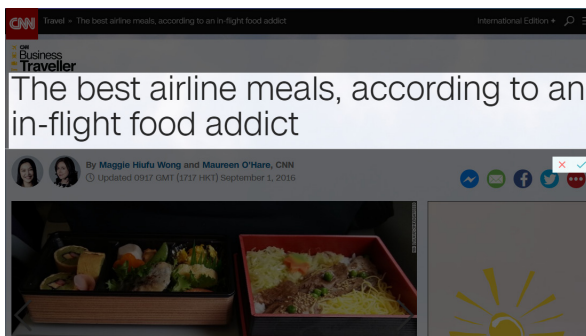 CNN
Travel » The best airline meals, according to an in-flight food addict
International Edition +
CNN
Business
Traveller
The best airline meals, according to an
in-flight food addict
By Maggie Hiufu Wong and Maureen O'Hare, CNN
Updated 0917 GMT (1717 HKT) September 1, 2016